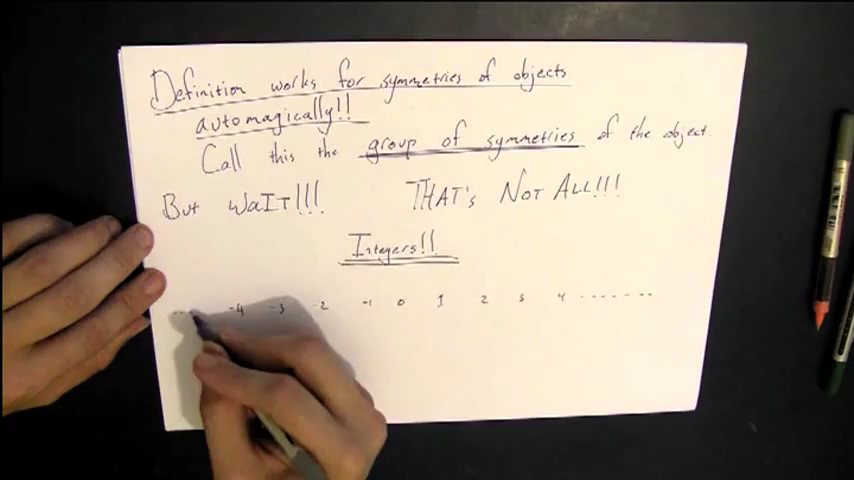 Definition works for symmetries of objects
automagically!!
Call this the group of symmetries of the object.
But WaIT!!! THAT's NOT ALL!!!
Integers!!
... -4 -3 -2 -1 0 1 2 3 4 ........